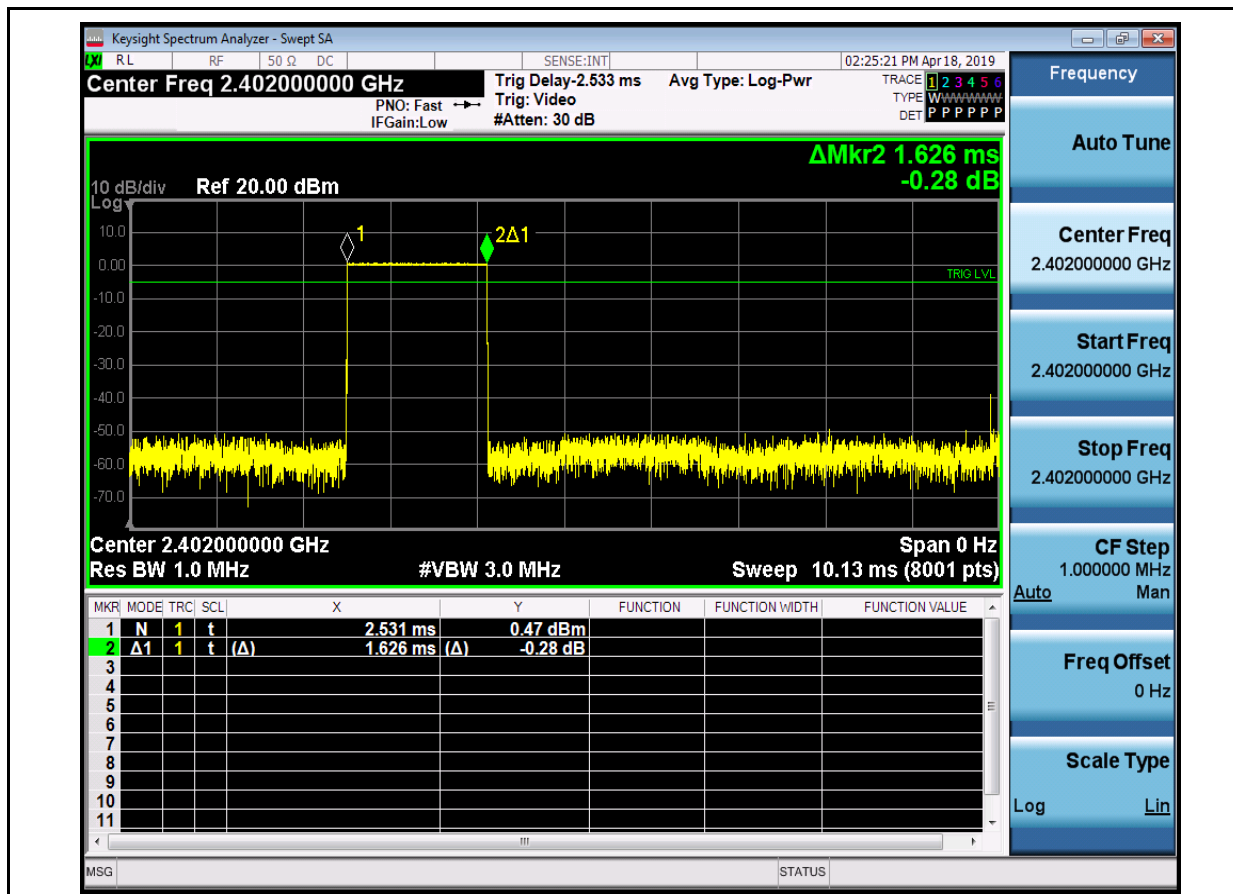 Keysight Spectrum Analyzer - Swept SA
LXI RL RF 50 Ω DC SENSE:INT 02:25:21 PM Apr 18, 2019
Center Freq 2.402000000 GHz
PNO: Fast
IFGain:Low
Trig Delay-2.533 ms
Trig: Video
#Atten: 30 dB
Avg Type: Log-Pwr
TRACE 1 2 3 4 5 6
TYPE WWWWWW
DET P P P P P P
ΔMkr2 1.626 ms
-0.28 dB
10 dB/div Ref 20.00 dBm
Log
10.0
0.00
-10.0
-20.0
-30.0
-40.0
-50.0
-60.0
-70.0
1
2Δ1
TRIG LVL
Center 2.402000000 GHz Span 0 Hz
Res BW 1.0 MHz #VBW 3.0 MHz Sweep 10.13 ms (8001 pts)
MKR MODE TRC SCL X Y FUNCTION FUNCTION WIDTH FUNCTION VALUE
1 N 1 t 2.531 ms 0.47 dBm
2 Δ1 1 t (Δ) 1.626 ms (Δ) -0.28 dB
3
4
5
6
7
8
9
10
11
MSG STATUS
Frequency
Auto Tune
Center Freq
2.402000000 GHz
Start Freq
2.402000000 GHz
Stop Freq
2.402000000 GHz
CF Step
1.000000 MHz
Auto Man
Freq Offset
0 Hz
Scale Type
Log Lin